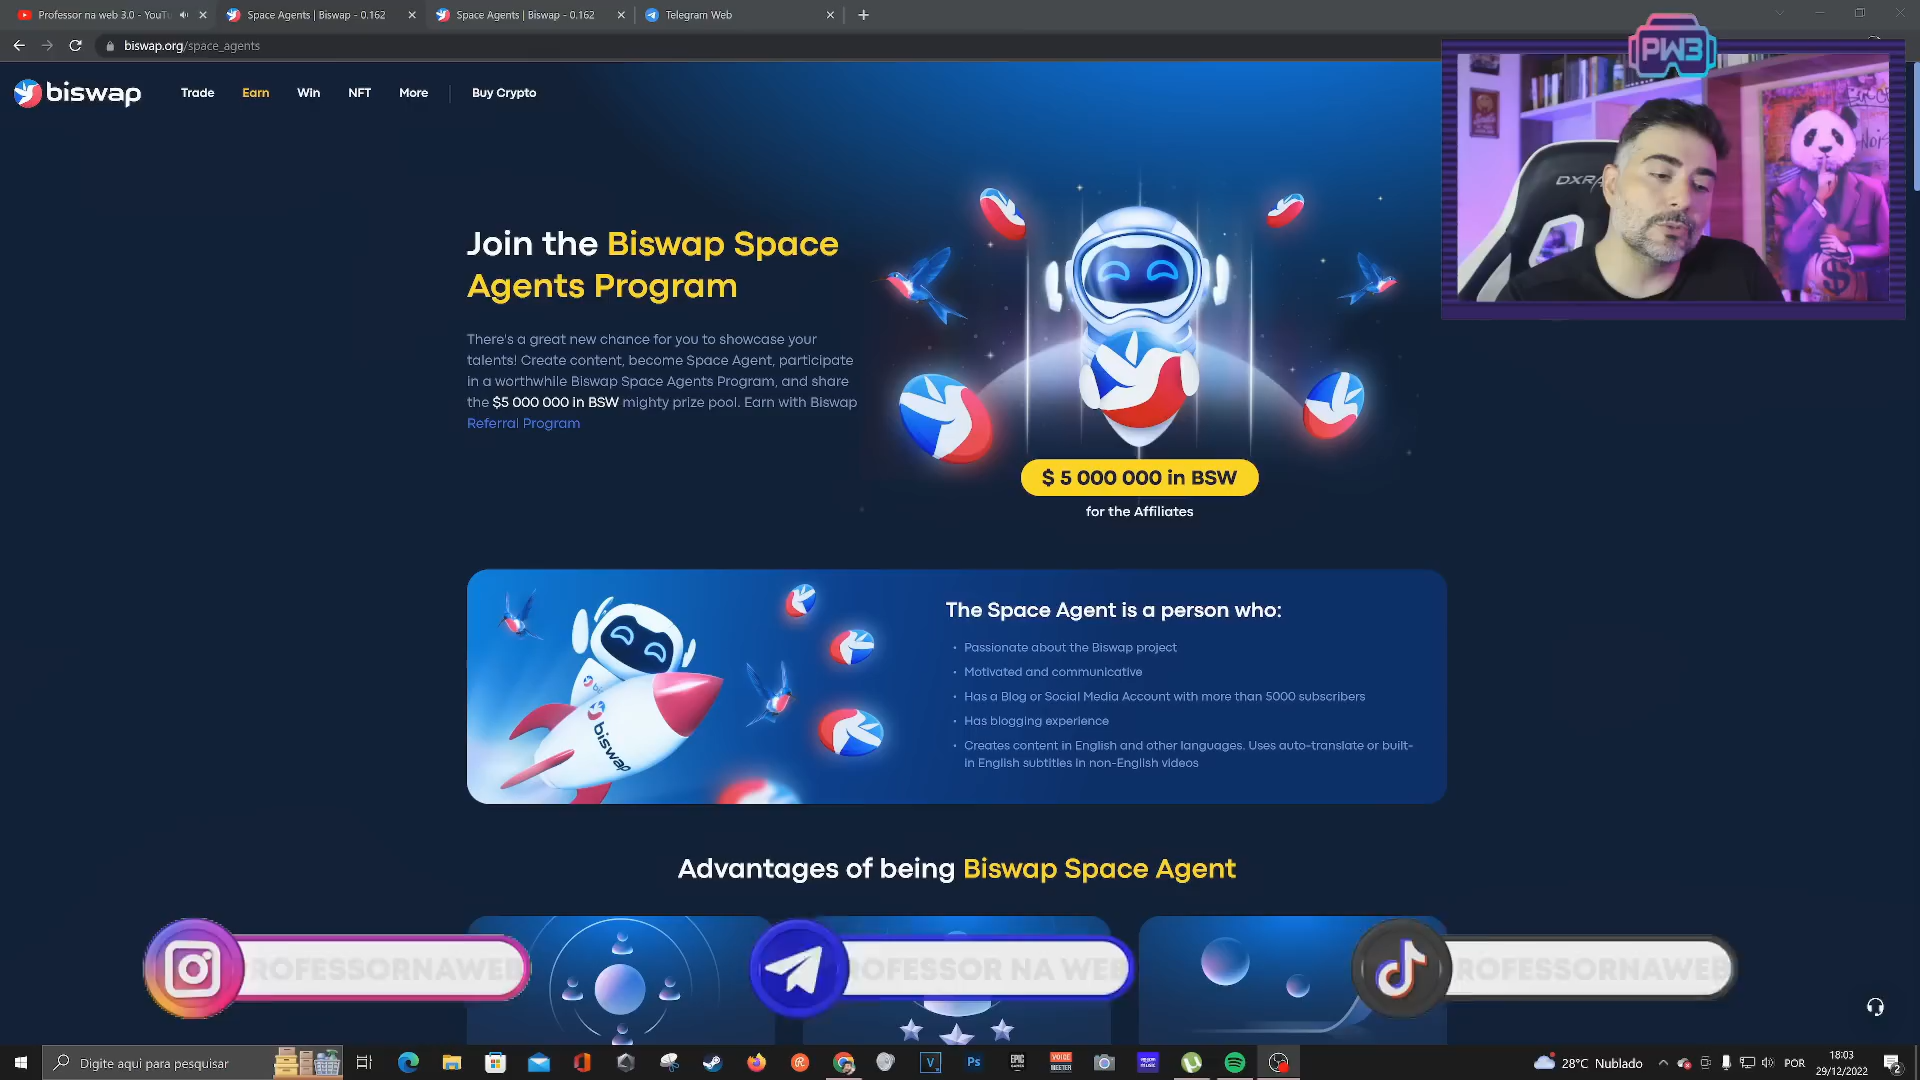 Professor na web 3.0 - YouTu
Space Agents | Biswap - 0.162
Space Agents | Biswap - 0.162
Telegram Web
biswap.org/space_agents
PW3
biswap
Trade
Earn
Win
NFT
More
Buy Crypto
Join the Biswap Space
Agents Program
There's a great new chance for you to showcase your
talents! Create content, become Space Agent, participate
in a worthwhile Biswap Space Agents Program, and share
the $5 000 000 in BSW mighty prize pool. Earn with Biswap
Referral Program
$ 5 000 000 in BSW
for the Affiliates
biswap
The Space Agent is a person who:
• Passionate about the Biswap project
• Motivated and communicative
• Has a Blog or Social Media Account with more than 5000 subscribers
• Has blogging experience
• Creates content in English and other languages. Uses auto-translate or built-
in English subtitles in non-English videos
Advantages of being Biswap Space Agent
ROFESSORNAWEB
ROFESSOR NA WEB
ROFESSORNAWEB
Digite aqui para pesquisar
28°C Nublado
POR
18:03
29/12/2022
2